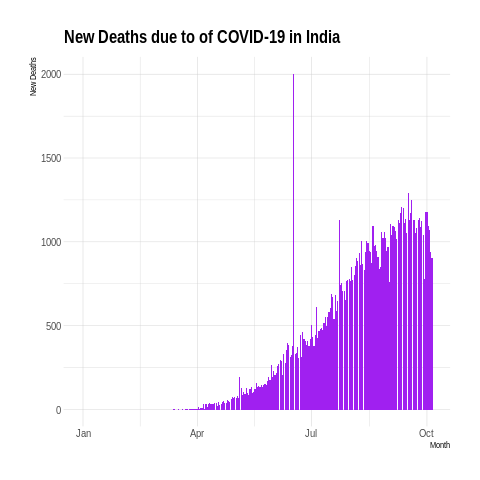 New Deaths due to of COVID-19 in India
New Deaths
2000
1500
1000
500
0
Jan Apr Jul Oct
Month